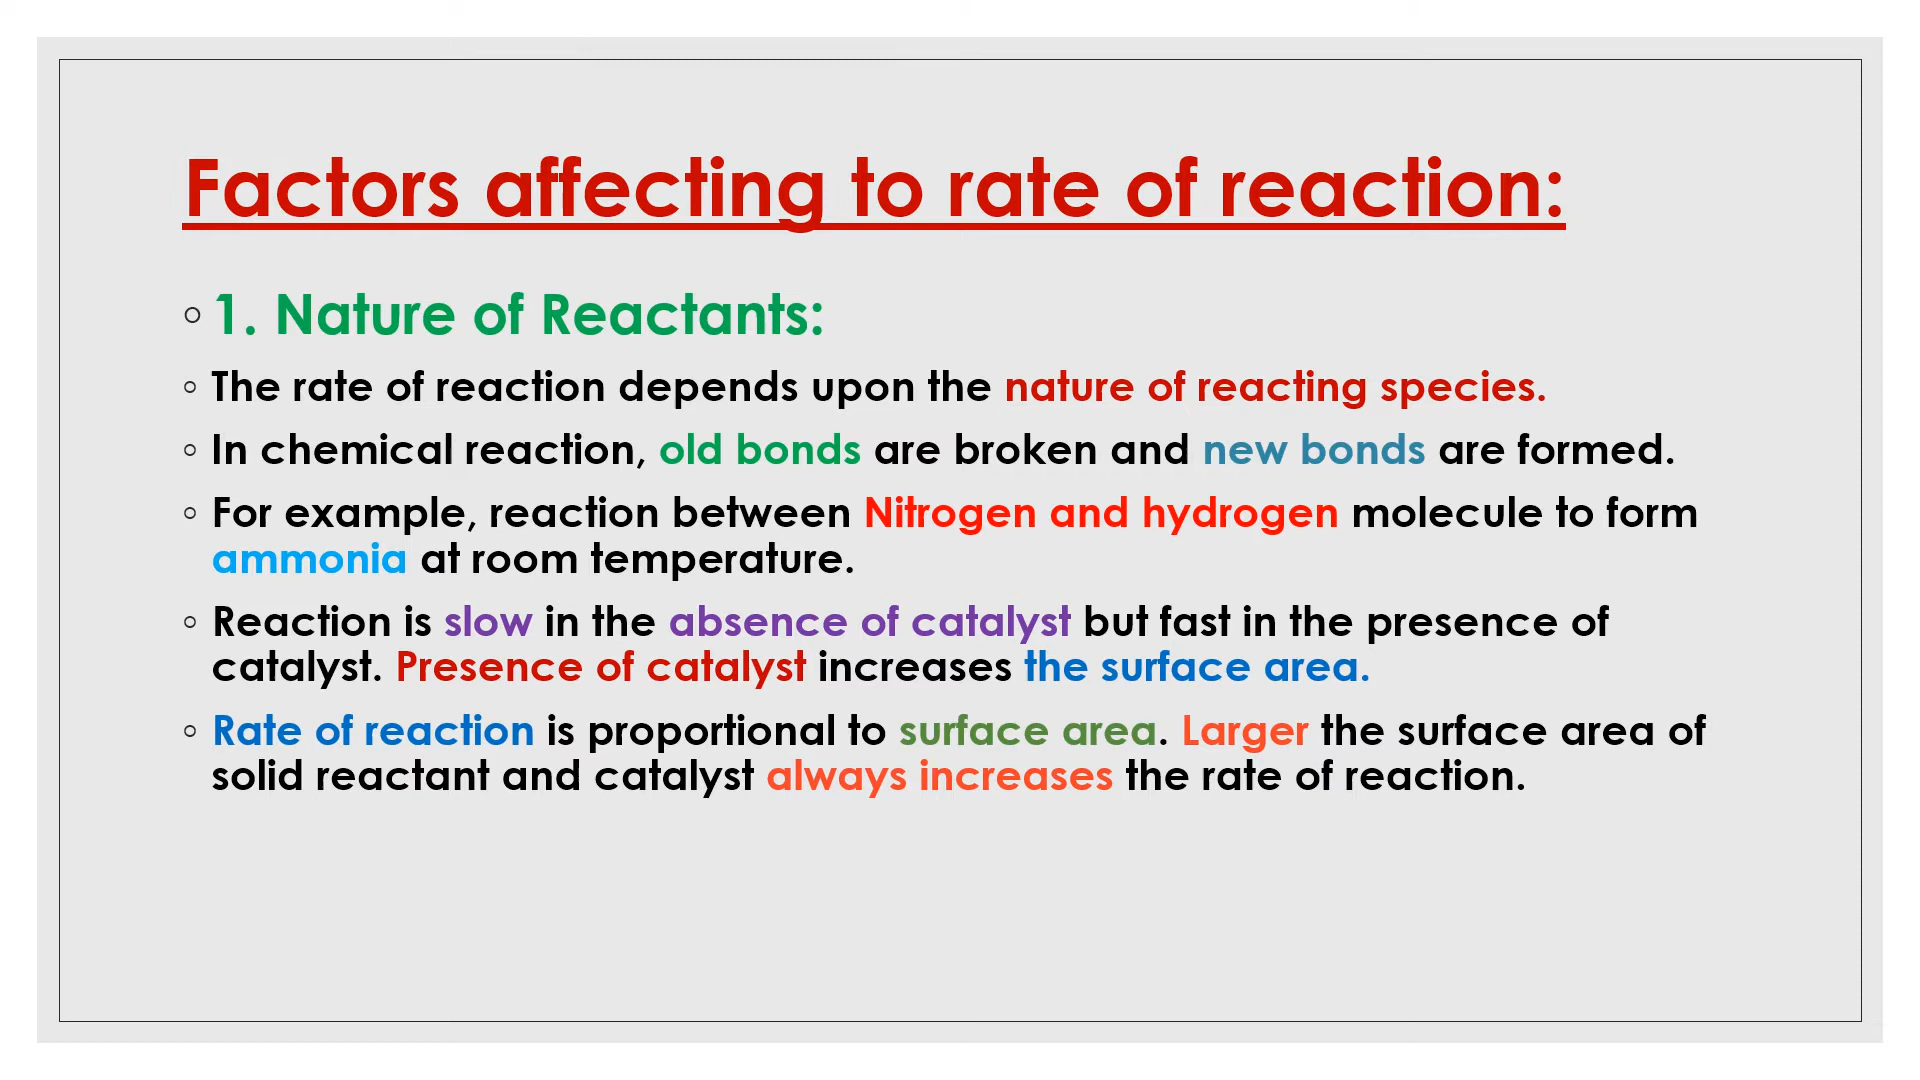 Factors affecting to rate of reaction:
◦ 1. Nature of Reactants:
◦ The rate of reaction depends upon the nature of reacting species.
◦ In chemical reaction, old bonds are broken and new bonds are formed.
◦ For example, reaction between Nitrogen and hydrogen molecule to form
ammonia at room temperature.
◦ Reaction is slow in the absence of catalyst but fast in the presence of
catalyst. Presence of catalyst increases the surface area.
◦ Rate of reaction is proportional to surface area. Larger the surface area of
solid reactant and catalyst always increases the rate of reaction.